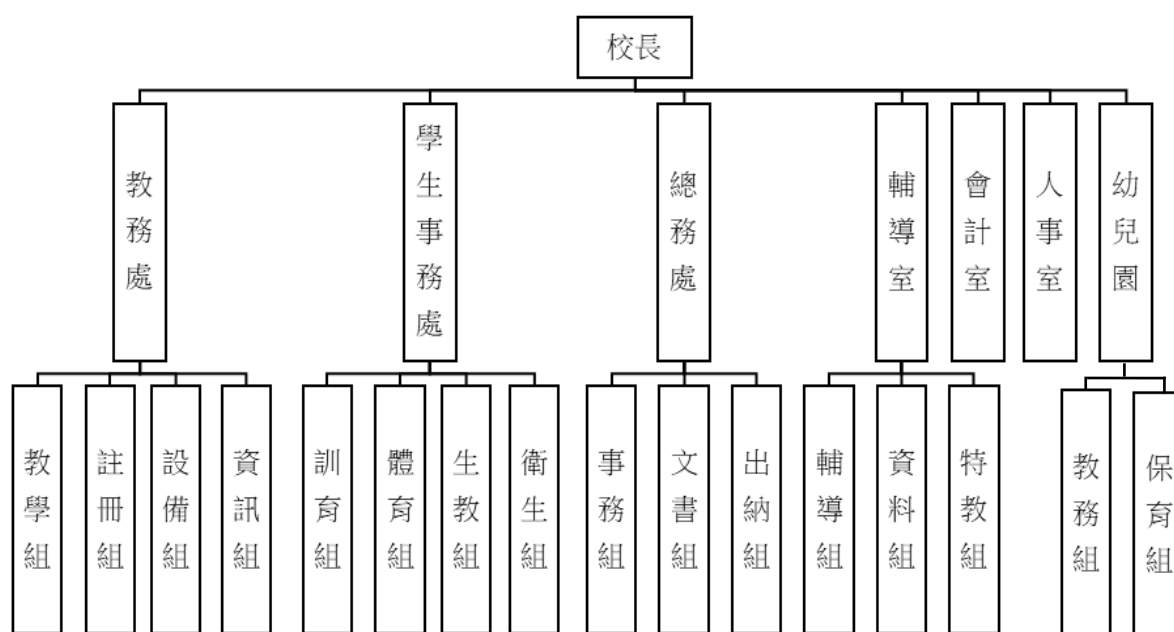 校長
教務處
學生事務處
總務處
輔導室
會計室
人事室
幼兒園
教學組
註冊組
設備組
資訊組
訓育組
體育組
生教組
衛生組
事務組
文書組
出納組
輔導組
資料組
特教組
教務組
保育組